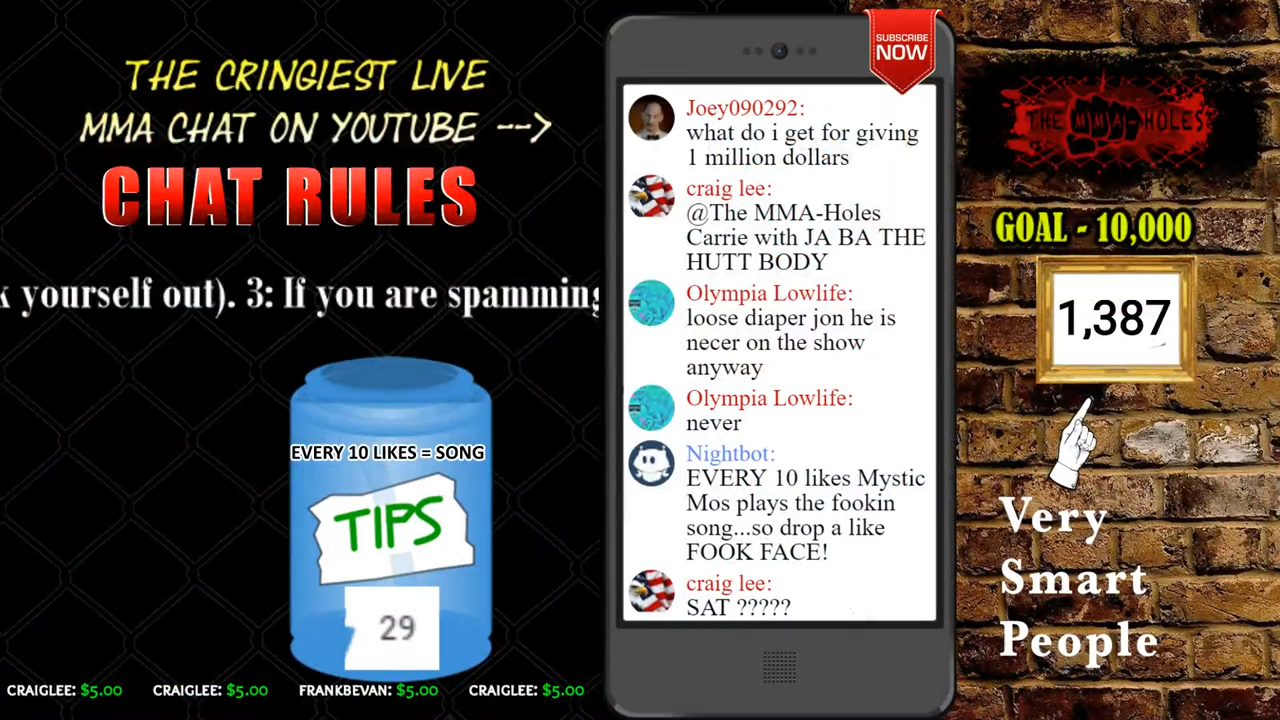 THE CRINGIEST LIVE
MMA CHAT ON YOUTUBE -->
CHAT RULES
k yourself out). 3: If you are spamming
EVERY 10 LIKES = SONG
TIPS
29
CRAIGLEE: $5.00
CRAIGLEE: $5.00
FRANKBEVAN: $5.00
CRAIGLEE: $5.00
SUBSCRIBE
NOW
Joey090292:
what do i get for giving
1 million dollars
craig lee:
@The MMA-Holes
Carrie with JA BA THE
HUTT BODY
Olympia Lowlife:
loose diaper jon he is
necer on the show
anyway
Olympia Lowlife:
never
Nightbot:
EVERY 10 likes Mystic
Mos plays the fookin
song...so drop a like
FOOK FACE!
craig lee:
SAT ?????
THE MMA-HOLES
GOAL - 10,000
1,387
Very
Smart
People